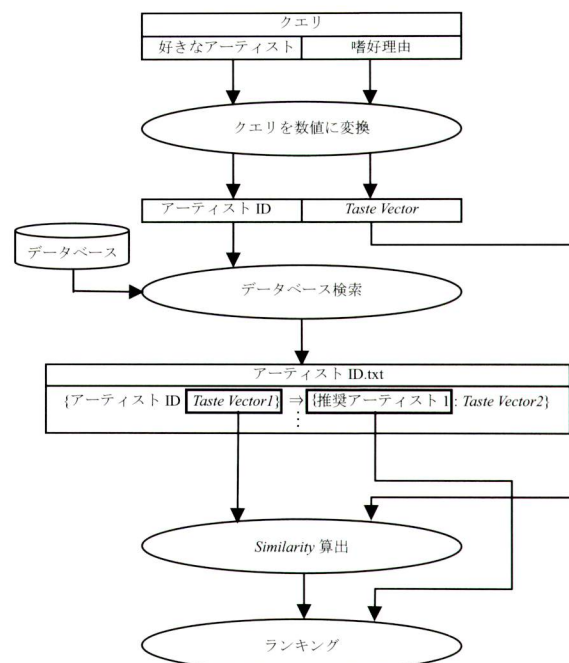 クエリ
好きなアーティスト 嗜好理由
クエリを数値に変換
アーティスト ID Taste Vector
データベース
データベース検索
アーティスト ID.txt
{アーティスト ID Taste Vector1} ⇒ {推奨アーティスト 1 : Taste Vector2}
⋮
Similarity 算出
ランキング